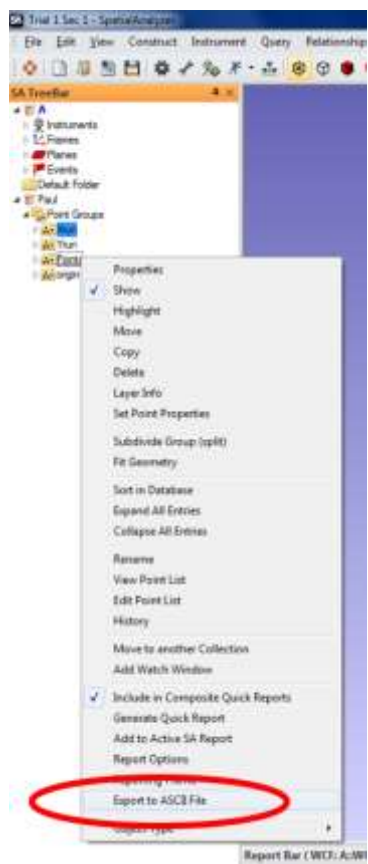 Trial 1 Sec 1 - SpatialAnalyzer
File Edit View Construct Instrument Query Relationship
SA TreeBar
A
Instruments
Frames
Planes
Events
Default Folder
Paul
Point Groups
Properties
Show
Highlight
Move
Copy
Delete
Layer Info
Set Point Properties
Subdivide Group (split)
Fit Geometry
Sort in Database
Expand All Entries
Collapse All Entries
Rename
View Point List
Edit Point List
History
Move to another Collection
Add Watch Window
Include in Composite Quick Reports
Generate Quick Report
Add to Active SA Report
Report Options
Reporting Frame
Export to ASCII File
Object Type
Report Bar (WCF: A: